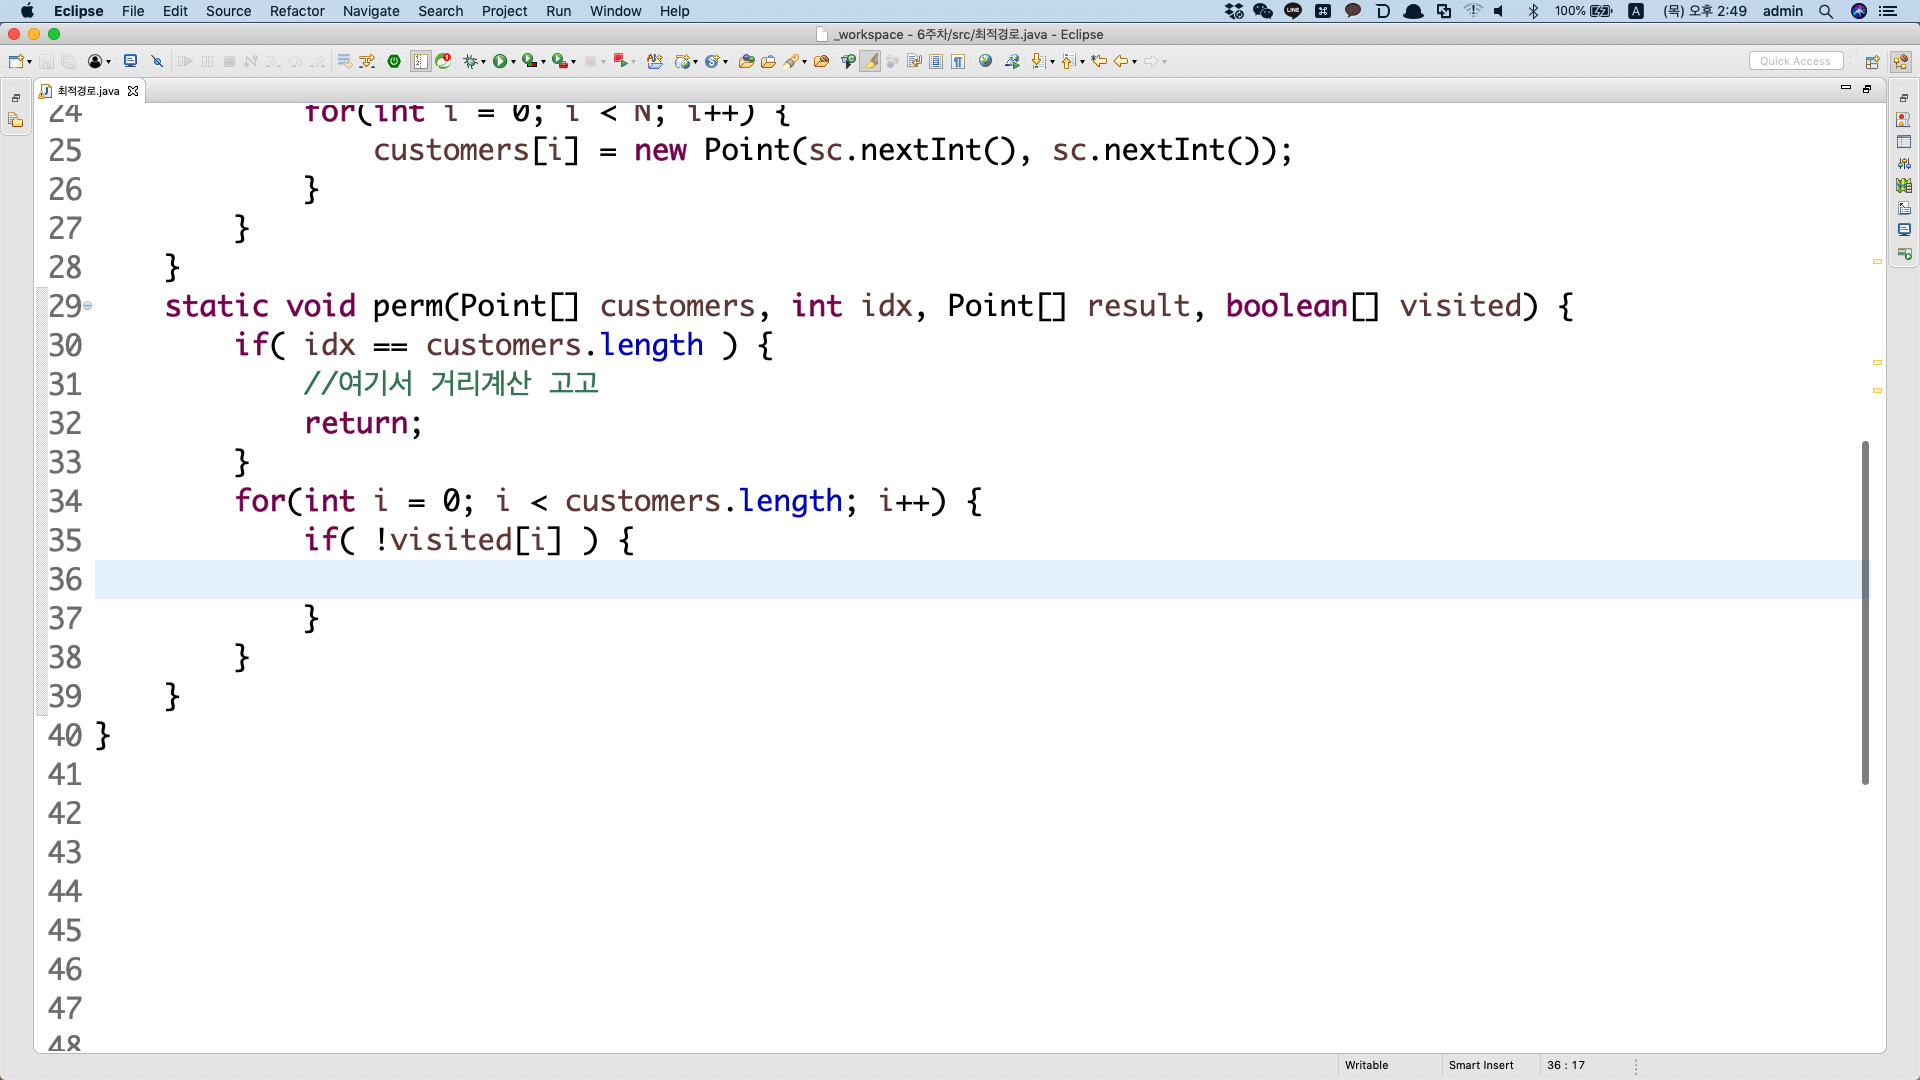 Eclipse File Edit Source Refactor Navigate Search Project Run Window Help 100% A (목) 오후 2:49 admin
_workspace - 6주차/src/최적경로.java - Eclipse
Quick Access
최적경로.java
24 for(int i = 0; i < N; i++) {
25 customers[i] = new Point(sc.nextInt(), sc.nextInt());
26 }
27 }
28 }
29 static void perm(Point[] customers, int idx, Point[] result, boolean[] visited) {
30 if( idx == customers.length ) {
31 //여기서 거리계산 고고
32 return;
33 }
34 for(int i = 0; i < customers.length; i++) {
35 if( !visited[i] ) {
36
37 }
38 }
39 }
40 }
41
42
43
44
45
46
47
48
Writable Smart Insert 36 : 17